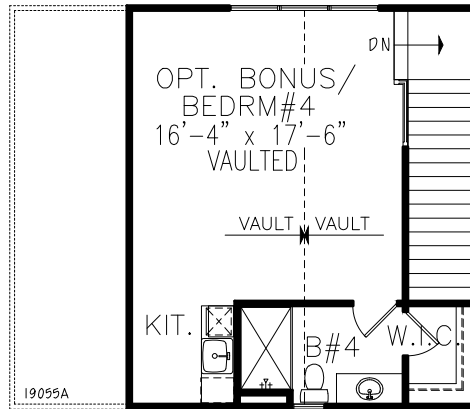 DN
OPT. BONUS/
BEDRM#4
16'-4" x 17'-6"
VAULTED
VAULT VAULT
KIT.
B#4
W.I.C.
19055A